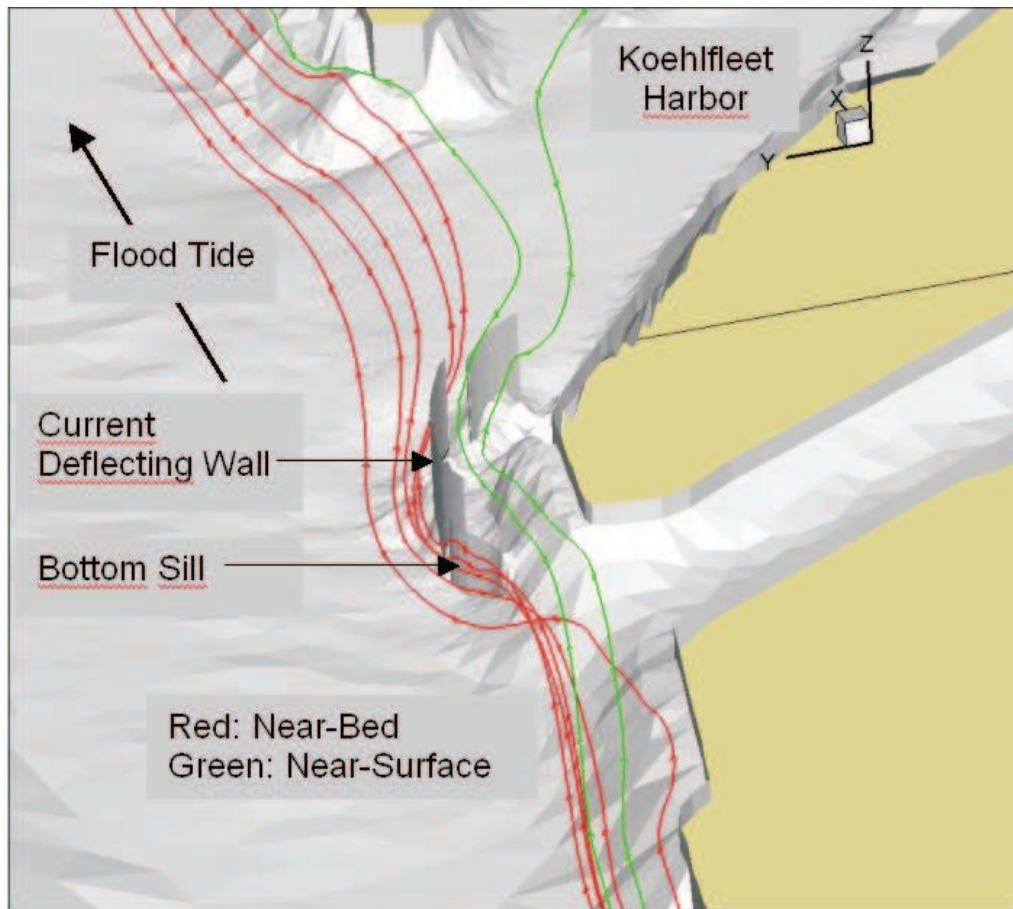 Koehlfleet
Harbor
Z
X
Y
Flood Tide
Current
Deflecting Wall
Bottom Sill
Red: Near-Bed
Green: Near-Surface